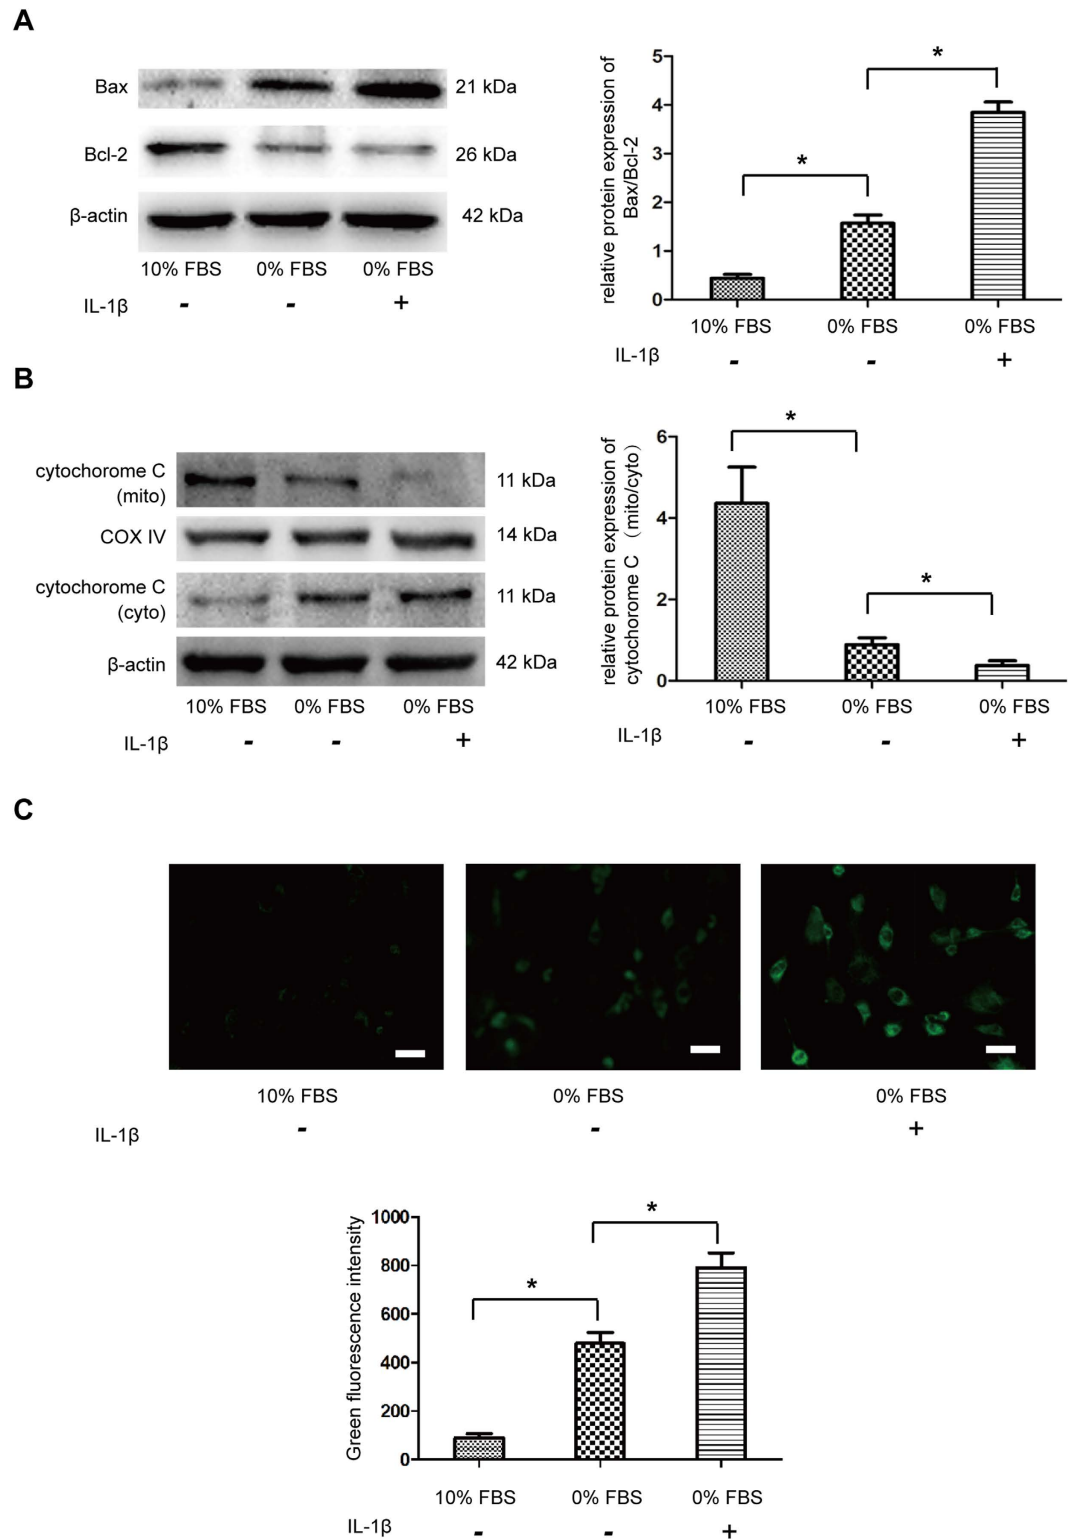 A
Bax
21 kDa
Bcl-2
26 kDa
β-actin
42 kDa
10% FBS 0% FBS 0% FBS
IL-1β - - +
relative protein expression of
Bax/Bcl-2
5
4
3
2
1
0
*
*
10% FBS 0% FBS 0% FBS
IL-1β - - +
B
cytochorome C
(mito)
11 kDa
COX IV
14 kDa
cytochorome C
(cyto)
11 kDa
β-actin
42 kDa
10% FBS 0% FBS 0% FBS
IL-1β - - +
relative protein expression of
cytochorome C（mito/cyto）
6
4
2
0
*
*
10% FBS 0% FBS 0% FBS
IL-1β - - +
C
10% FBS 0% FBS 0% FBS
IL-1β - - +
Green fluorescence intensity
1000
800
600
400
200
0
*
*
10% FBS 0% FBS 0% FBS
IL-1β - - +